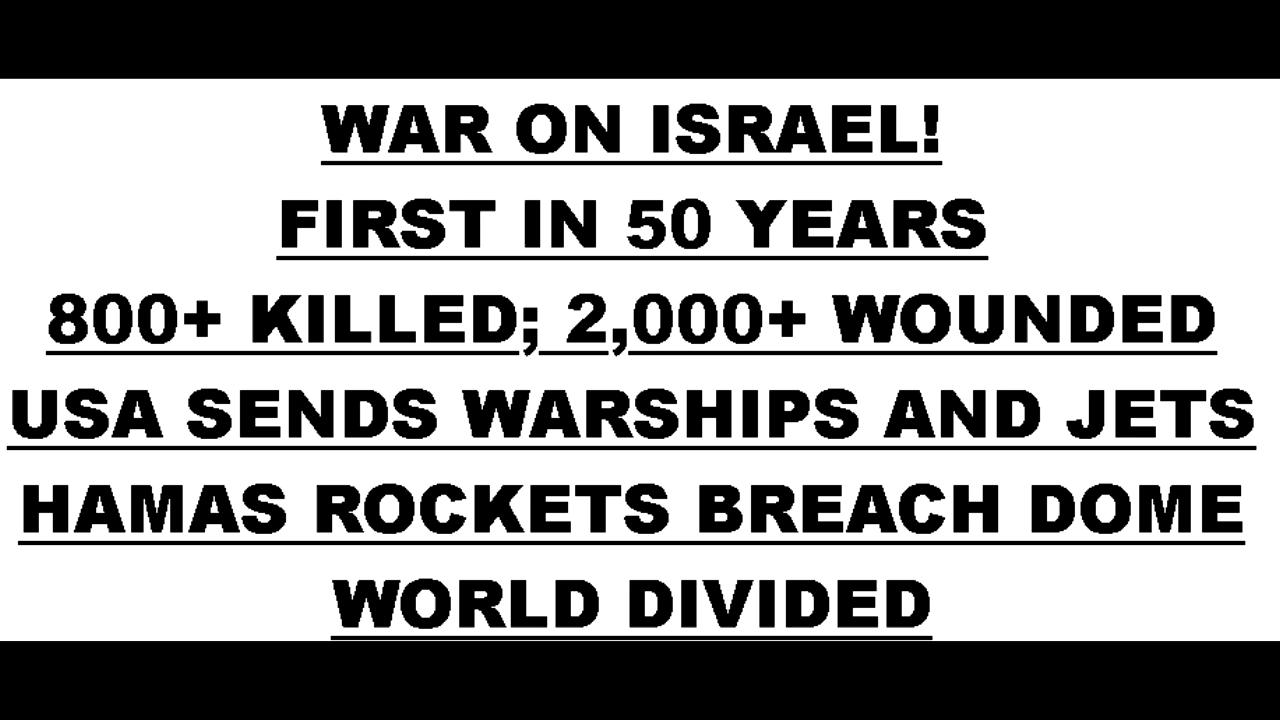 WAR ON ISRAEL!
FIRST IN 50 YEARS
800+ KILLED; 2,000+ WOUNDED
USA SENDS WARSHIPS AND JETS
HAMAS ROCKETS BREACH DOME
WORLD DIVIDED